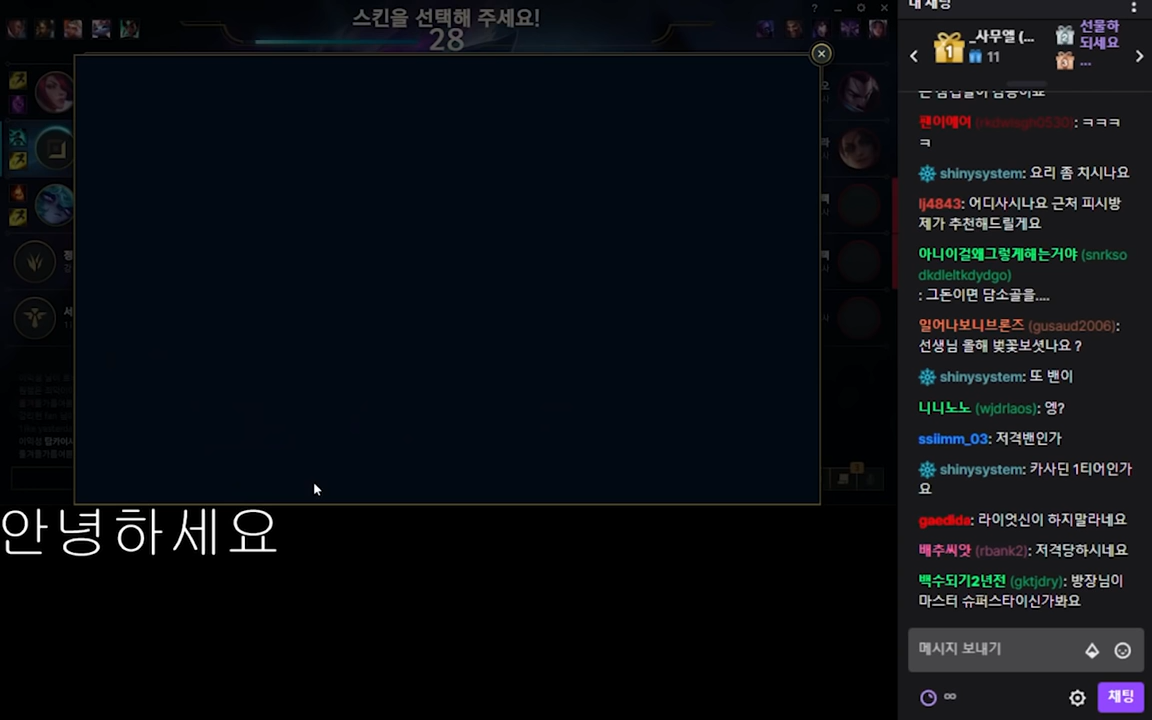 스킨을 선택해 주세요!
28
안녕하세요
내 채팅
_사무엘 (...
11
선물하
되세요
...
팬이메여 (rkdwlsgh0530): ㅋㅋㅋ
ㅋ
shinysystem: 요리 좀 치시나요
lj4843: 어디사시나요 근처 피시방
제가 추천해드릴게요
아니이걸왜그렇게해는거야 (snrkso
dkdleltkdydgo)
: 그돈이면 담소골을....
일어나보니브론즈 (gusaud2006):
선생님 올해 벚꽃보셧나요 ?
shinysystem: 또 밴이
니니노노 (wjdrlaos): 엥?
ssiimm_03: 저격밴인가
shinysystem: 카사딘 1티어인가
요
gaedida: 라이엇신이 하지말라네요
배추씨앗 (rbank2): 저격당하시네요
백수되기2년전 (gktjdry): 방장님이
마스터 슈퍼스타이신가봐요
메시지 보내기
채팅